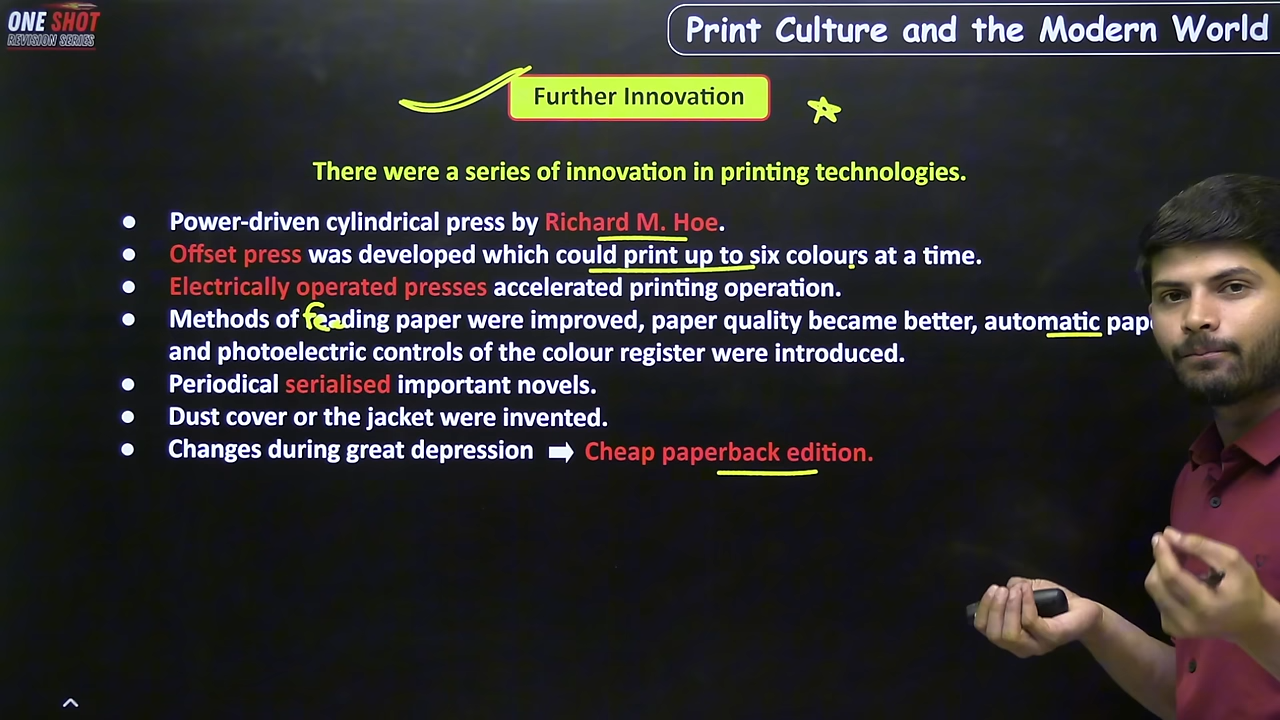 ONE SHOT
REVISION SERIES
Print Culture and the Modern World
Further Innovation
There were a series of innovation in printing technologies.
● Power-driven cylindrical press by Richard M. Hoe.
● Offset press was developed which could print up to six colours at a time.
● Electrically operated presses accelerated printing operation.
● Methods of feeding paper were improved, paper quality became better, automatic
and photoelectric controls of the colour register were introduced.
● Periodical serialised important novels.
● Dust cover or the jacket were invented.
● Changes during great depression ➡ Cheap paperback edition.